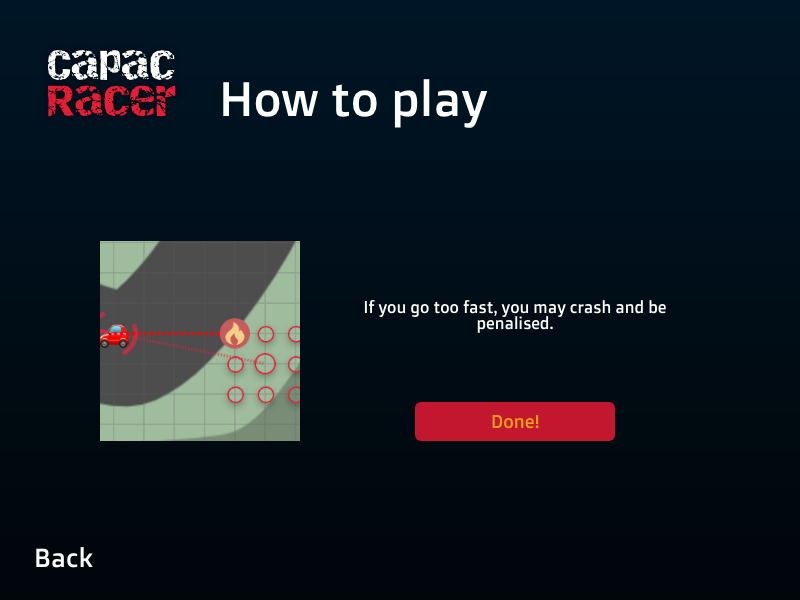 capac
Racer
How to play
If you go too fast, you may crash and be
penalised.
Done!
Back